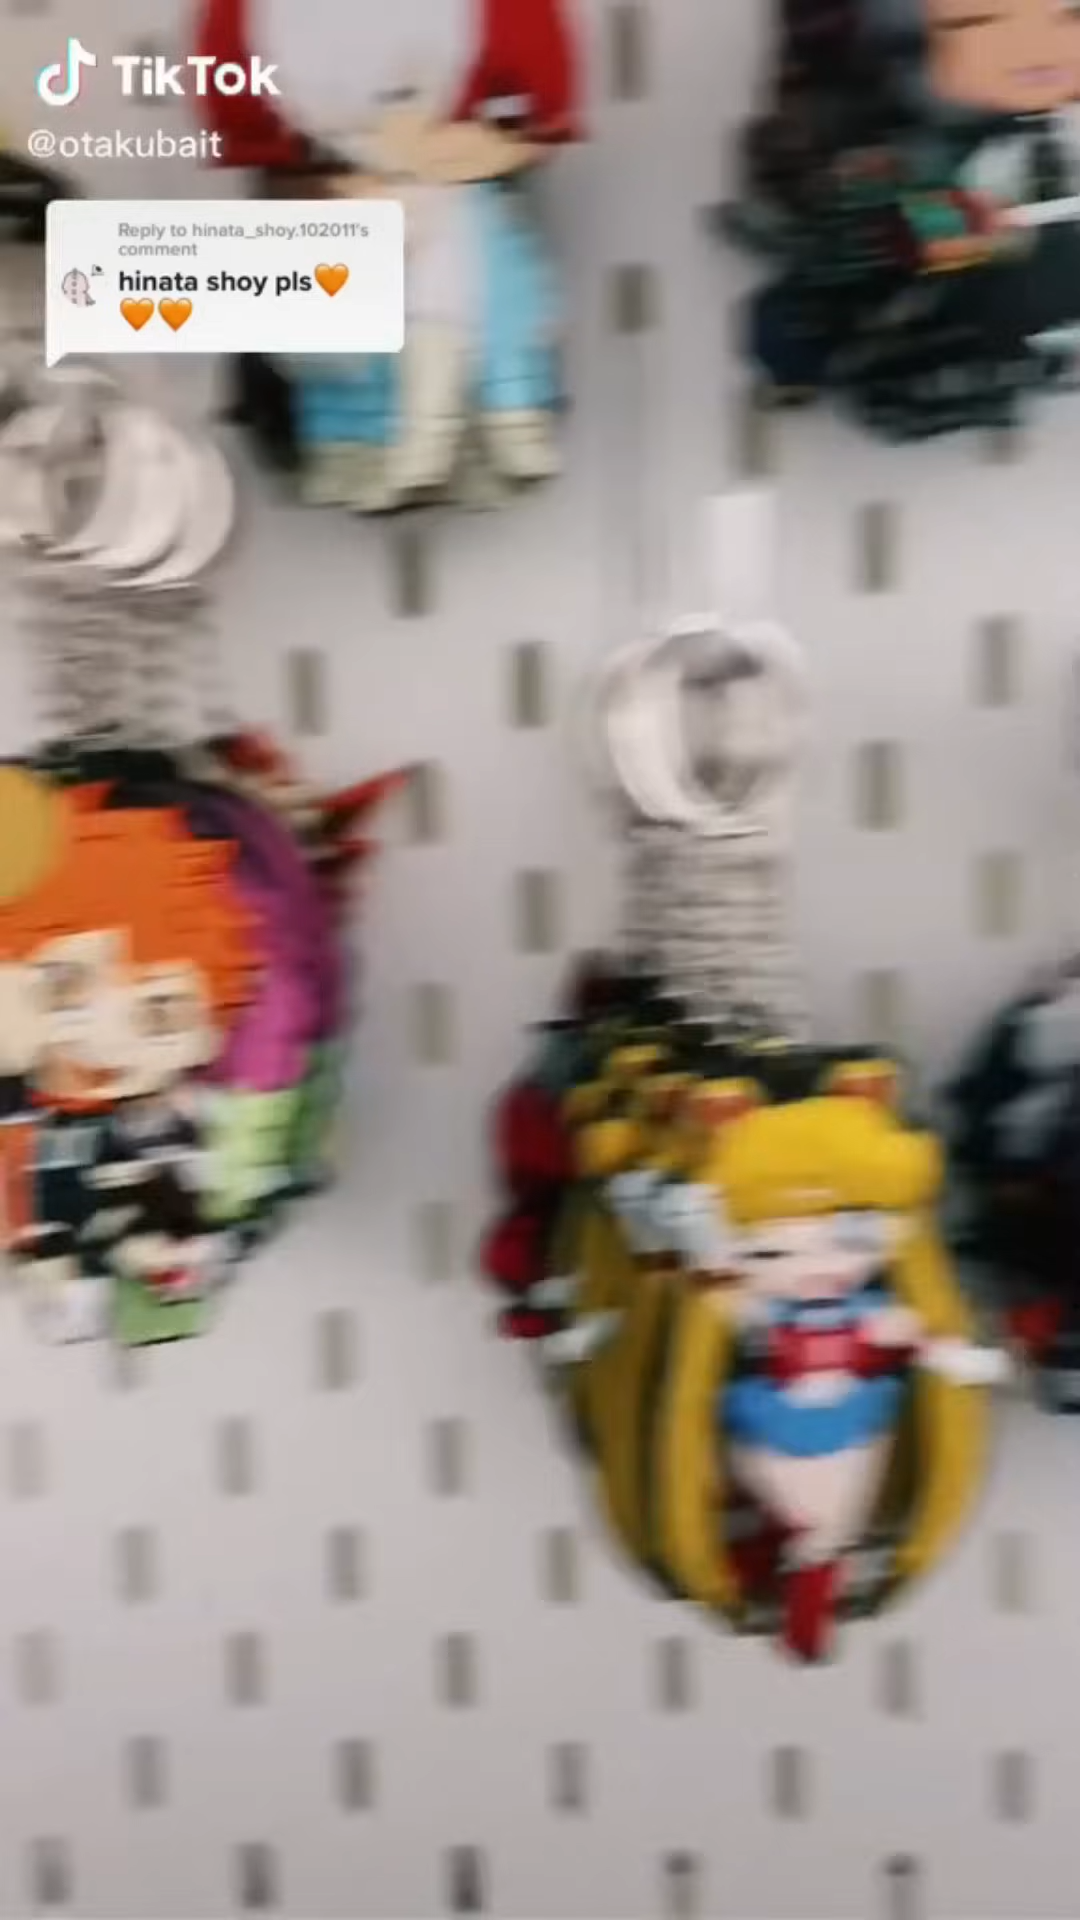 TikTok
@otakubait
Reply to hinata_shoy.102011's
comment
hinata shoy pls🧡
🧡🧡